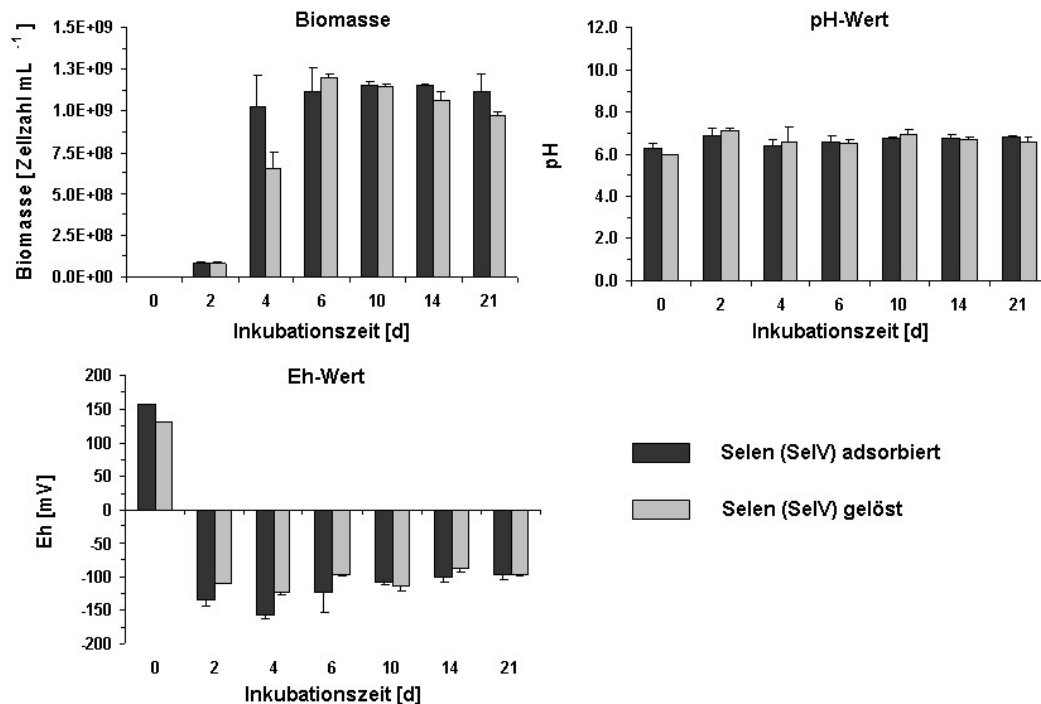 Biomasse
Biomasse [Zellzahl mL -1]
1.5E+09
1.3E+09
1.0E+09
7.5E+08
5.0E+08
2.5E+08
0.0E+00
0 2 4 6 10 14 21
Inkubationszeit [d]
pH-Wert
pH
12.0
10.0
8.0
6.0
4.0
2.0
0.0
0 2 4 6 10 14 21
Inkubationszeit [d]
Eh-Wert
Eh [mV]
200
150
100
50
0
-50
-100
-150
-200
0 2 4 6 10 14 21
Inkubationszeit [d]
Selen (SeIV) adsorbiert
Selen (SeIV) gelöst